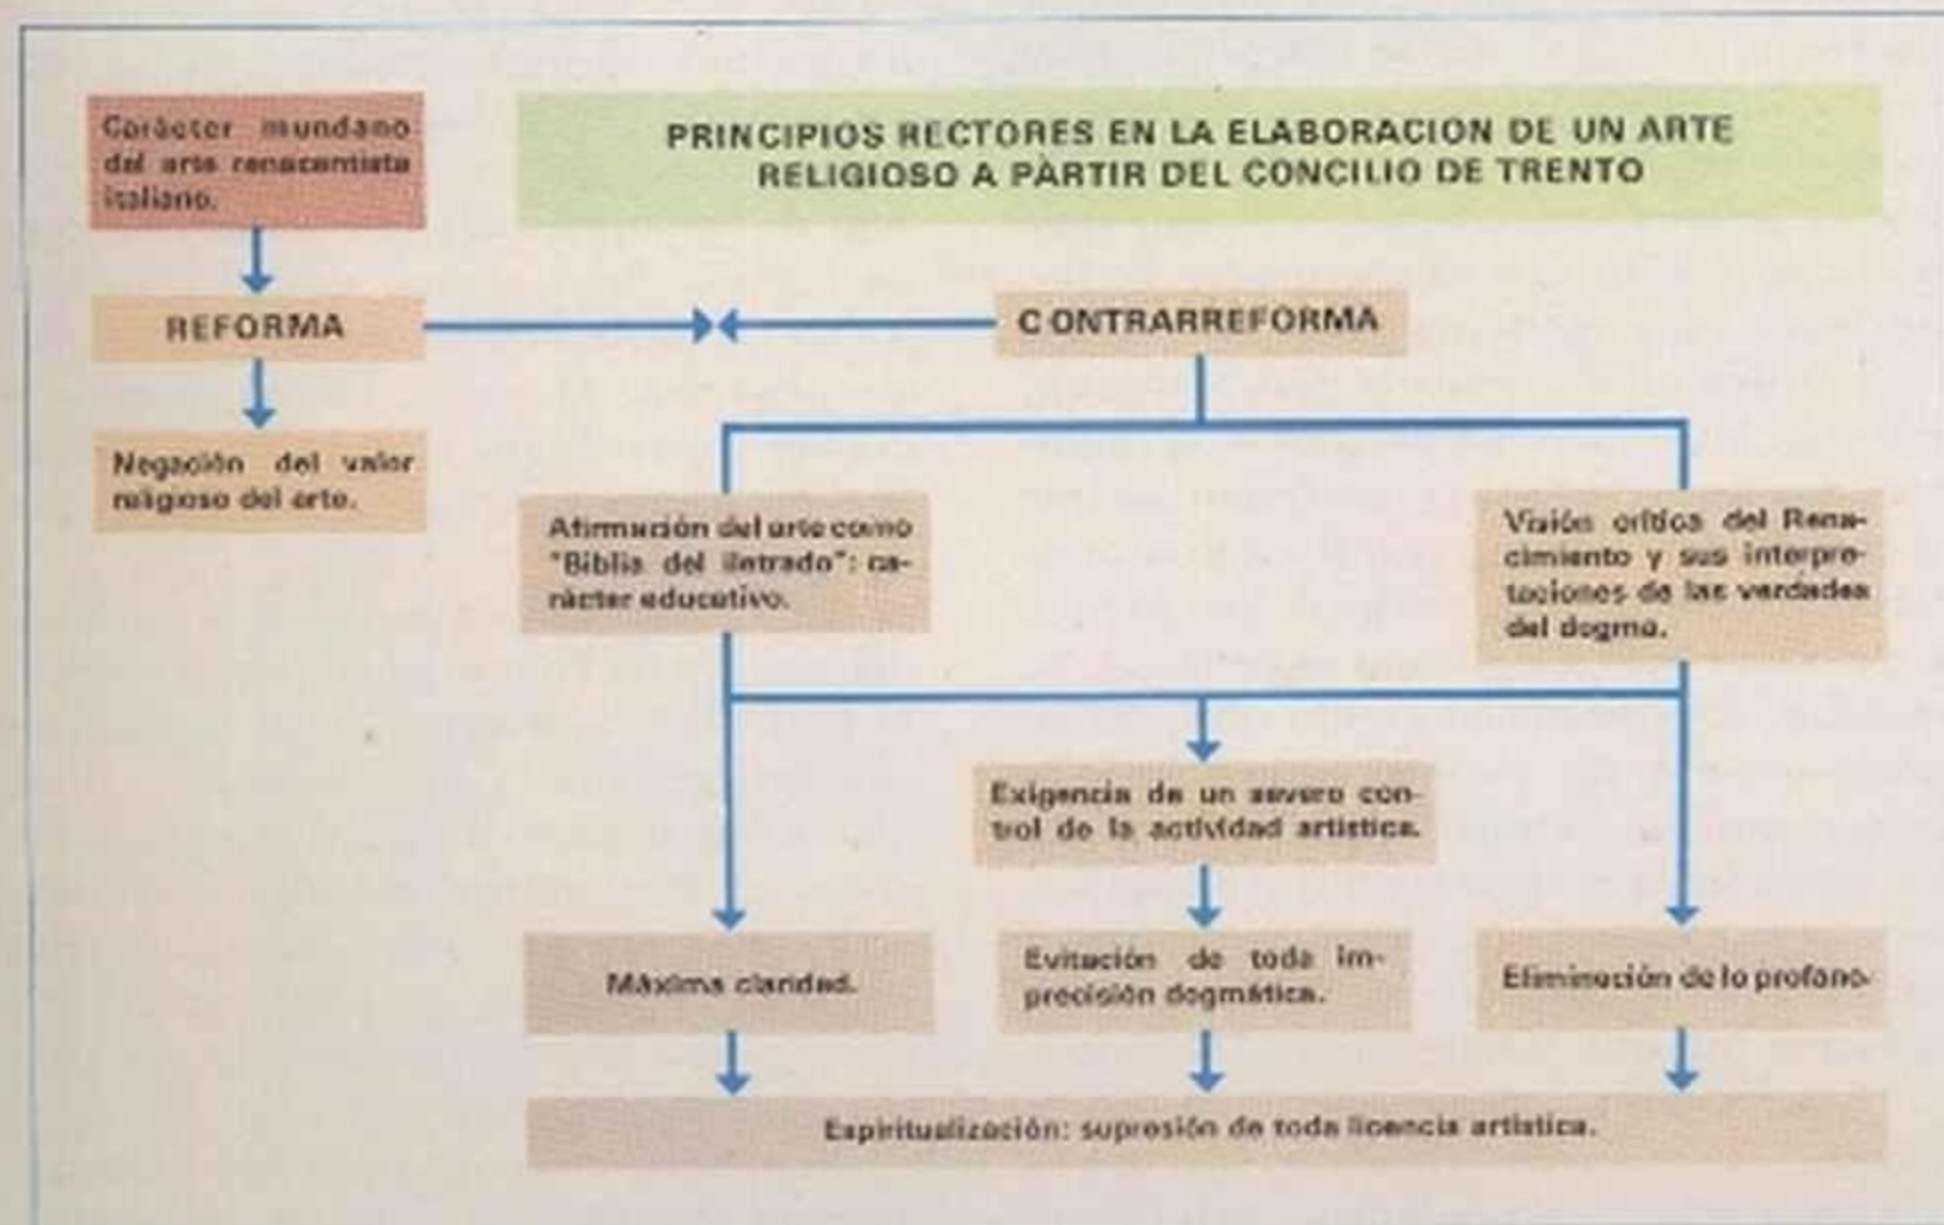 Carácter mundano
del arte renacentista
italiano.
PRINCIPIOS RECTORES EN LA ELABORACION DE UN ARTE
RELIGIOSO A PÀRTIR DEL CONCILIO DE TRENTO
REFORMA
CONTRARREFORMA
Negación del valor
religioso del arte.
Afirmación del arte como
"Biblia del iletrado": ca-
ràcter educativo.
Visión crítica del Rena-
cimiento y sus interpre-
taciones de las verdades
del dogma.
Exigencia de un severo con-
trol de la actividad artística.
Máxima claridad.
Evitación de toda im-
precisión dogmática.
Eliminación de lo profano.
Espiritualización: supresión de toda licencia artística.